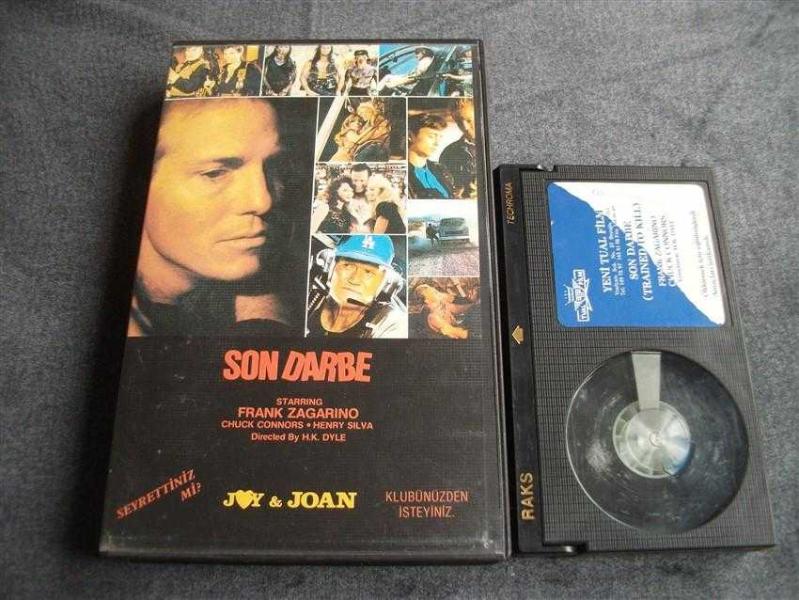 SON DARBE
STARRING
FRANK ZAGARINO
CHUCK CONNORS • HENRY SILVA
Directed By H.K. DYLE
SEYRETTİNİZ
Mİ?
JOY & JOAN
KLUBÜNÜZDEN
İSTEYİNİZ.
TECNROMA
RAKS
YENİ TUAL FİLM
SON DARBE
(TRAINED TO KILL)
FRANK ZAGARINO
CHUCK CONNORS